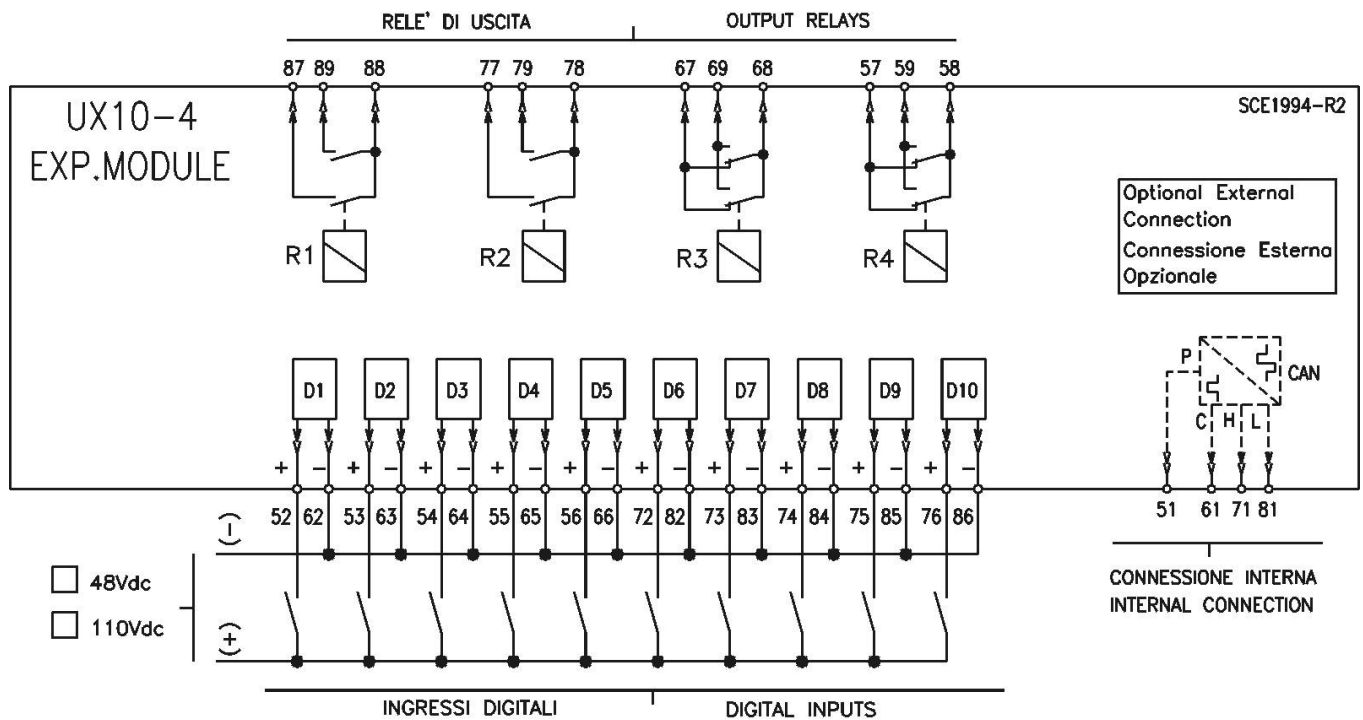 RELE' DI USCITA OUTPUT RELAYS
87 89 88 77 79 78 67 69 68 57 59 58
UX10-4
EXP.MODULE
SCE1994-R2
Optional External
Connection
Connessione Esterna
Opzionale
R1 R2 R3 R4
P
CAN
D1 D2 D3 D4 D5 D6 D7 D8 D9 D10
C H L
+ - + - + - + - + - + - + - + - + - + -
52 62 53 63 54 64 55 65 56 66 72 82 73 83 74 84 75 85 76 86
51 61 71 81
(-)
48Vdc
110Vdc
(+)
CONNESSIONE INTERNA
INTERNAL CONNECTION
INGRESSI DIGITALI DIGITAL INPUTS